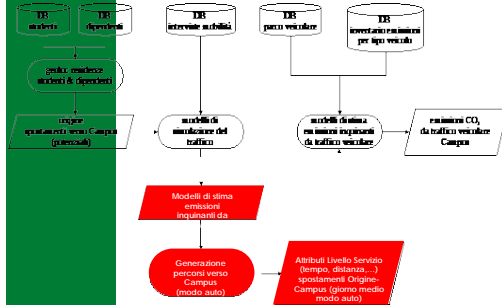 DB
studenti
DB
dipendenti
DB
interviste mobilità
DB
parco veicolare
DB
inventario emissioni
per tipo veicolo
geoloc. residenze
studenti & dipendenti
origine
spostamenti verso Campus
(potenziali)
modelli di
simulazione del
traffico
modelli di stima
emissioni inquinanti
da traffico veicolare
emissioni CO2
da traffico veicolare
Campus
Modelli di stima
emissioni
inquinanti da
Generazione
percorsi verso
Campus
(modo auto)
Attributi Livello Servizio
(tempo, distanza,...)
spostamenti Origine-
Campus (giorno medio
modo auto)